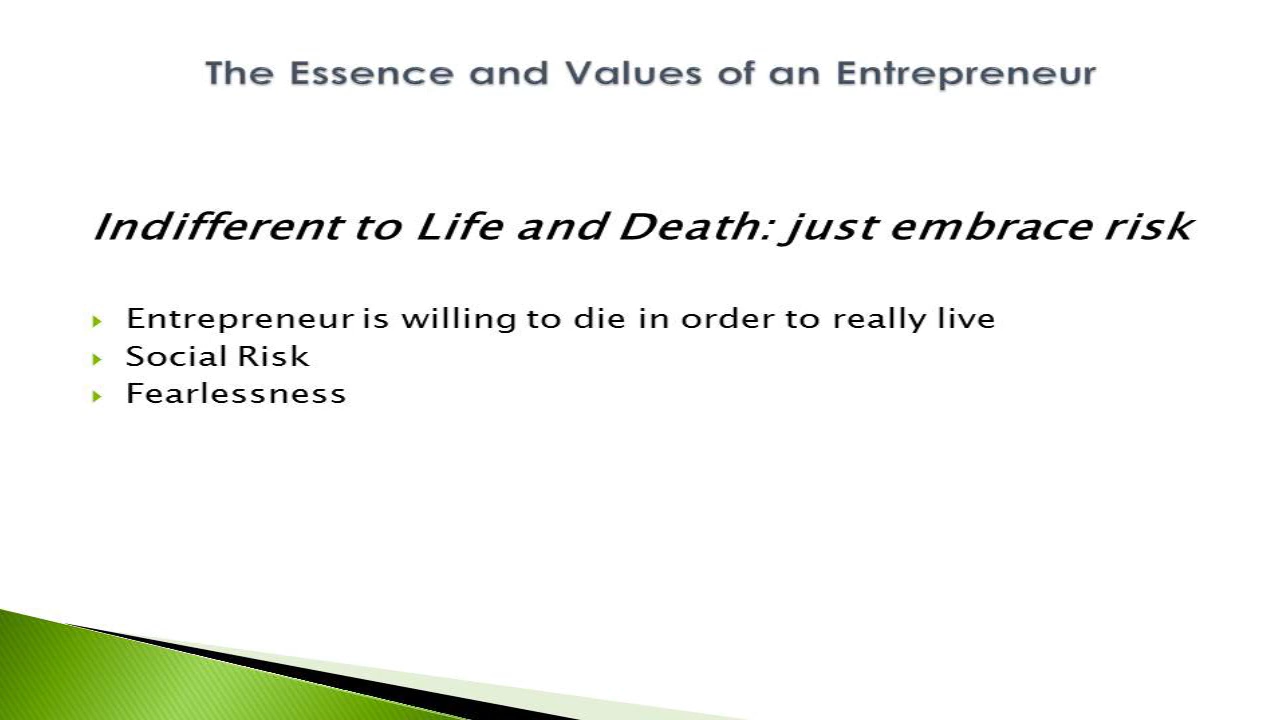 The Essence and Values of an Entrepreneur
Indifferent to Life and Death: just embrace risk
Entrepreneur is willing to die in order to really live
Social Risk
Fearlessness